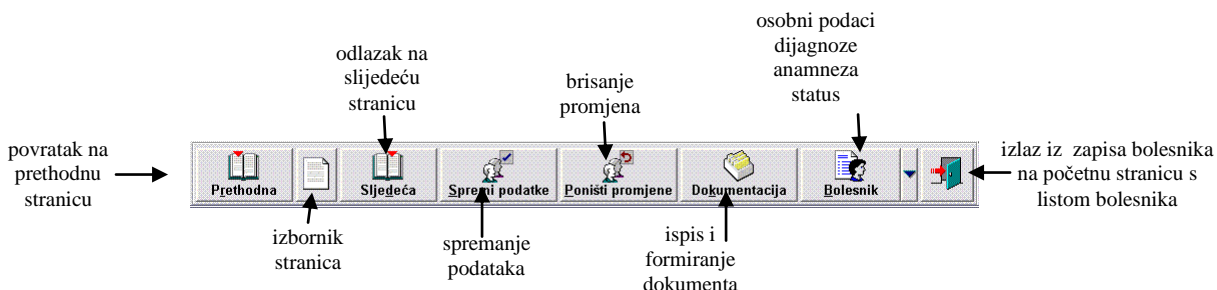 osobni podaci
dijagnoze
anamneza
status
odlazak na
slijedeću
stranicu
brisanje
promjena
povratak na
prethodnu
stranicu
izlaz iz zapisa bolesnika
na početnu stranicu s
listom bolesnika
Prethodna
Sljedeća
Spremi podatke
Poništi promjene
Dokumentacija
Bolesnik
izbornik
stranica
spremanje
podataka
ispis i
formiranje
dokumenta